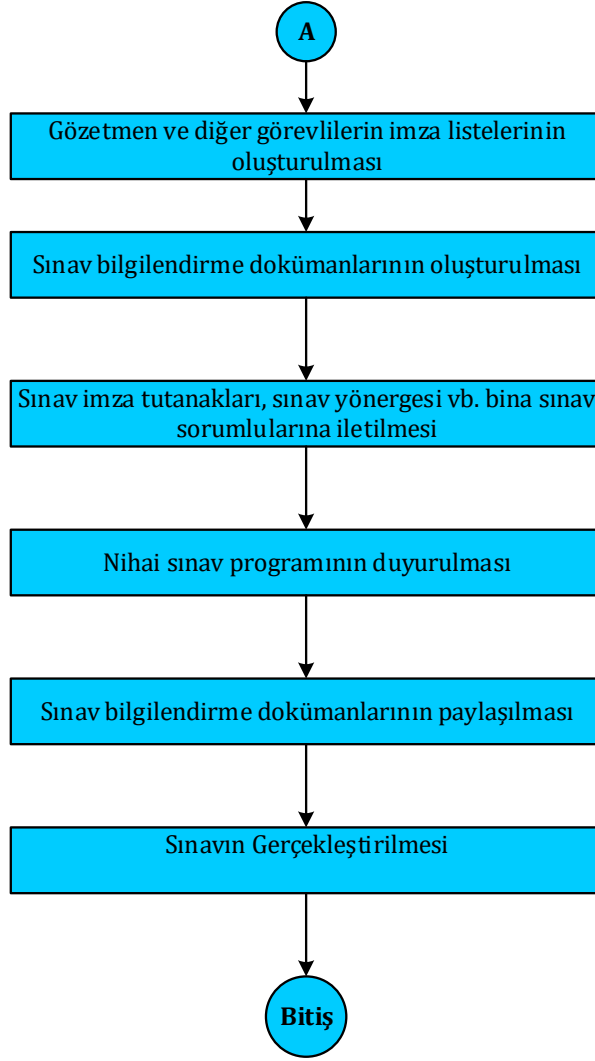 A
Gözetmen ve diğer görevlilerin imza listelerinin
oluşturulması
Sınav bilgilendirme dokümanlarının oluşturulması
Sınav imza tutanakları, sınav yönergesi vb. bina sınav
sorumlularına iletilmesi
Nihai sınav programının duyurulması
Sınav bilgilendirme dokümanlarının paylaşılması
Sınavın Gerçekleştirilmesi
Bitiş